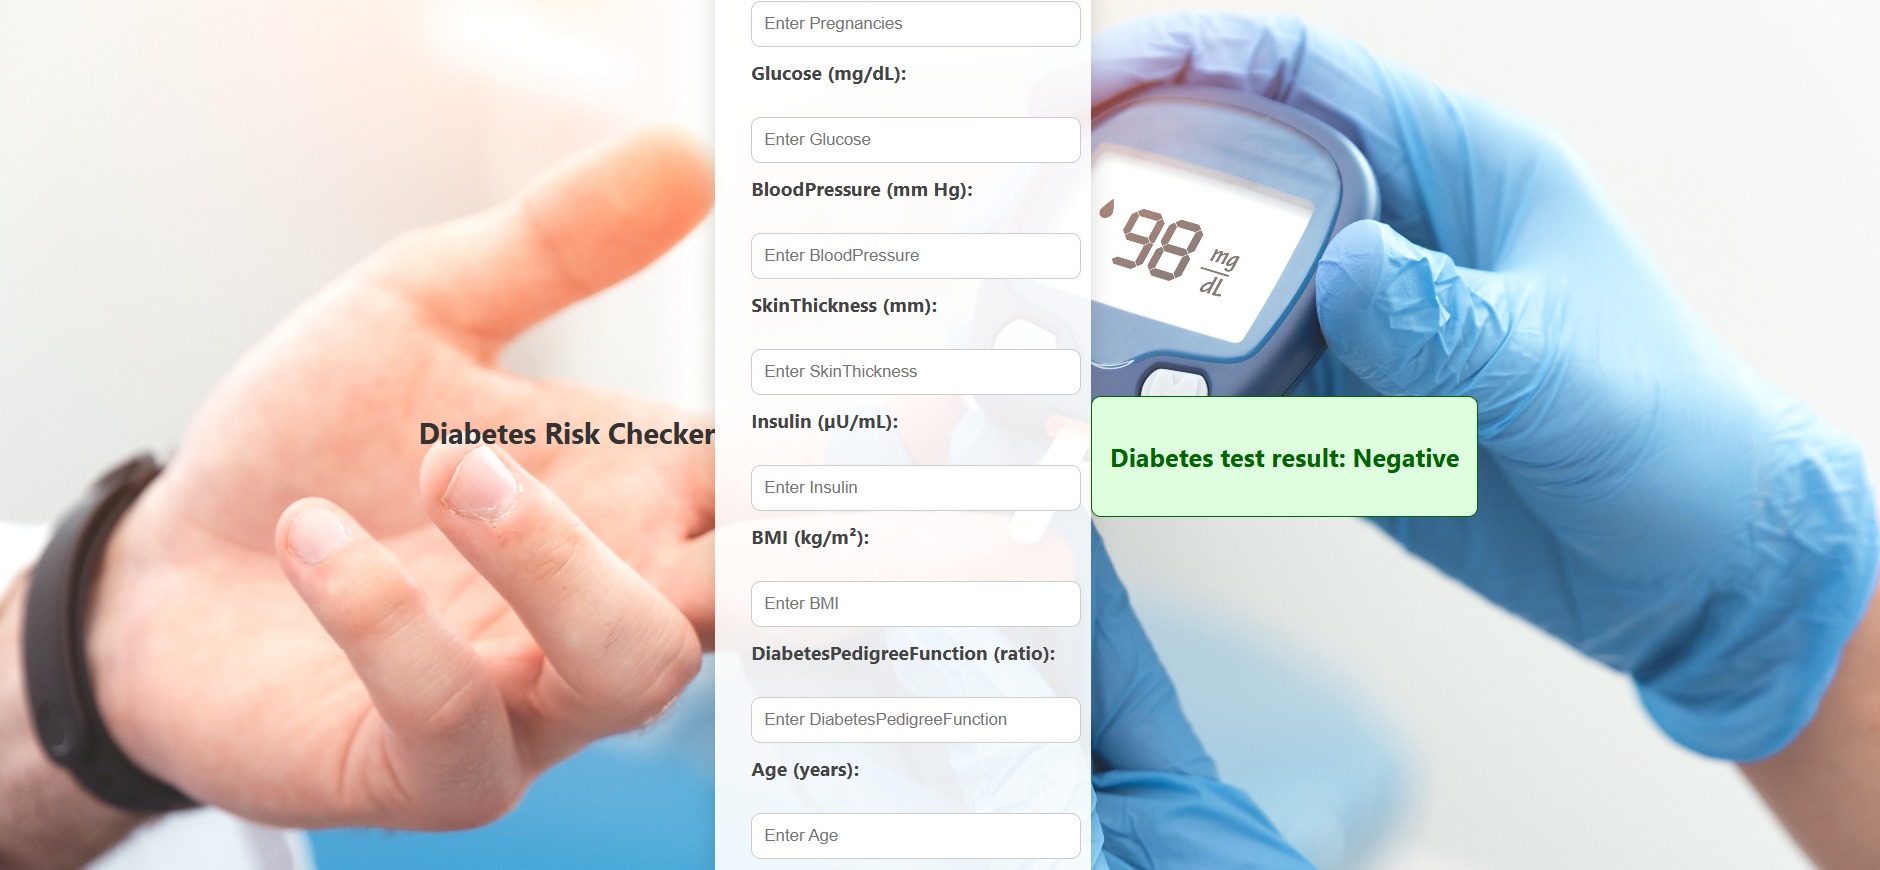 Enter Pregnancies
Glucose (mg/dL):
Enter Glucose
BloodPressure (mm Hg):
Enter BloodPressure
SkinThickness (mm):
Enter SkinThickness
Insulin (µU/mL):
Enter Insulin
BMI (kg/m²):
Enter BMI
DiabetesPedigreeFunction (ratio):
Enter DiabetesPedigreeFunction
Age (years):
Enter Age
Diabetes Risk Checker
98 mg/dL
Diabetes test result: Negative